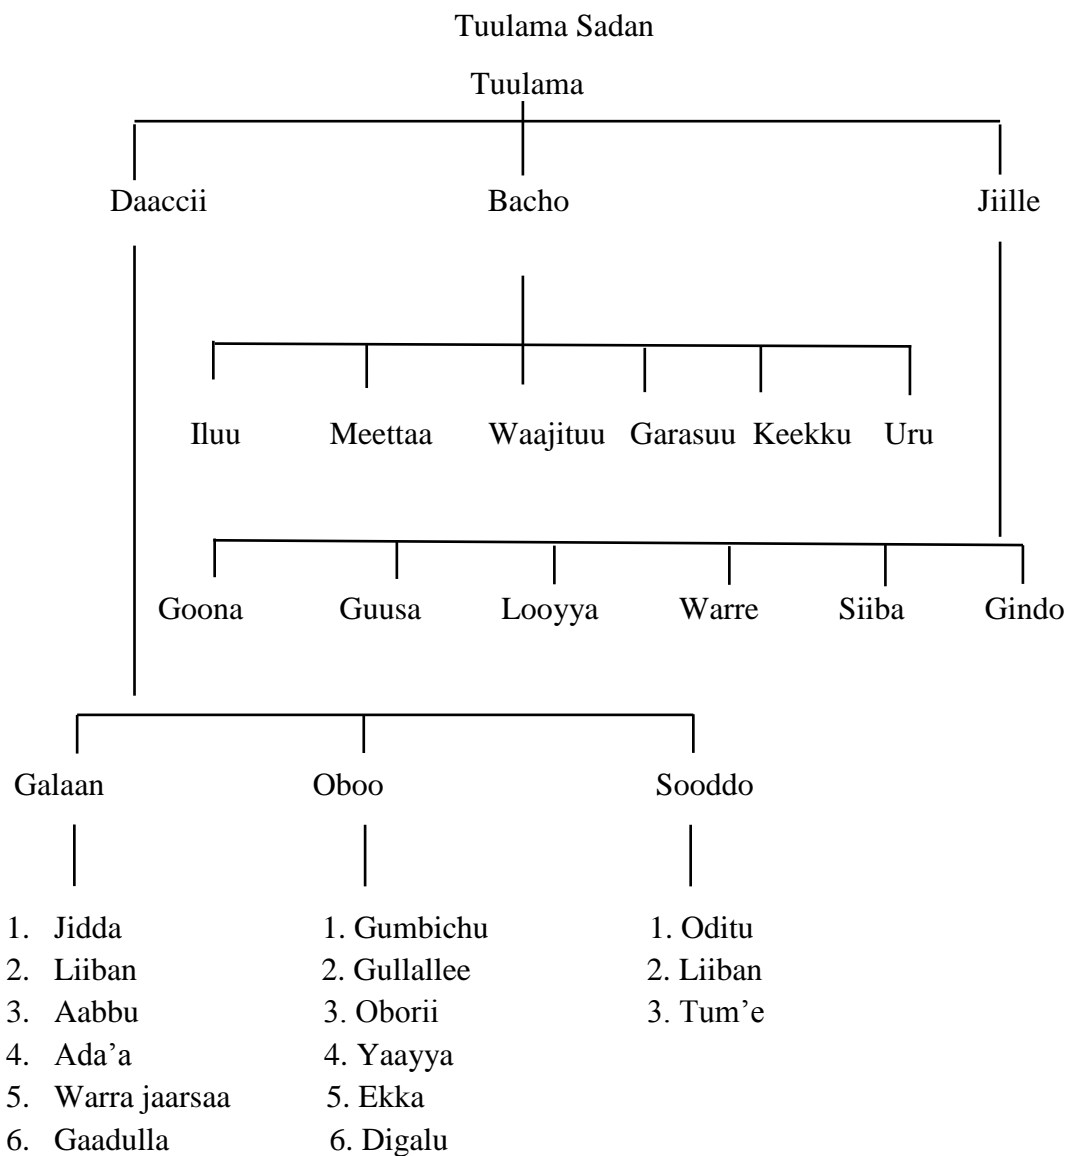 Tuulama Sadan
Tuulama
Daaccii Bacho Jiille
Iluu Meettaa Waajituu Garasuu Keekku Uru
Goona Guusa Looyya Warre Siiba Gindo
Galaan Oboo Sooddo
1. Jidda 1. Gumbichu 1. Oditu
2. Liiban 2. Gullallee 2. Liiban
3. Aabbu 3. Oborii 3. Tum’e
4. Ada’a 4. Yaayya
5. Warra jaarsaa 5. Ekka
6. Gaadulla 6. Digalu